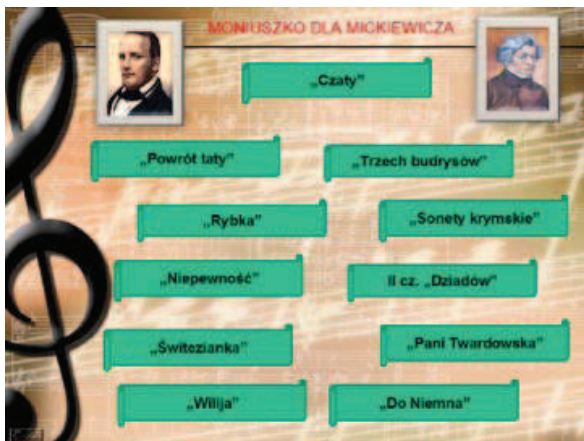 MONIUSZKO DLA MICKIEWICZA
„Czaty”
„Powrót taty”
„Trzech budrysów”
„Rybka”
„Sonety krymskie”
„Niepewność”
II cz. „Dziadów”
„Świtezianka”
„Pani Twardowska”
„Wilija”
„Do Niemna”